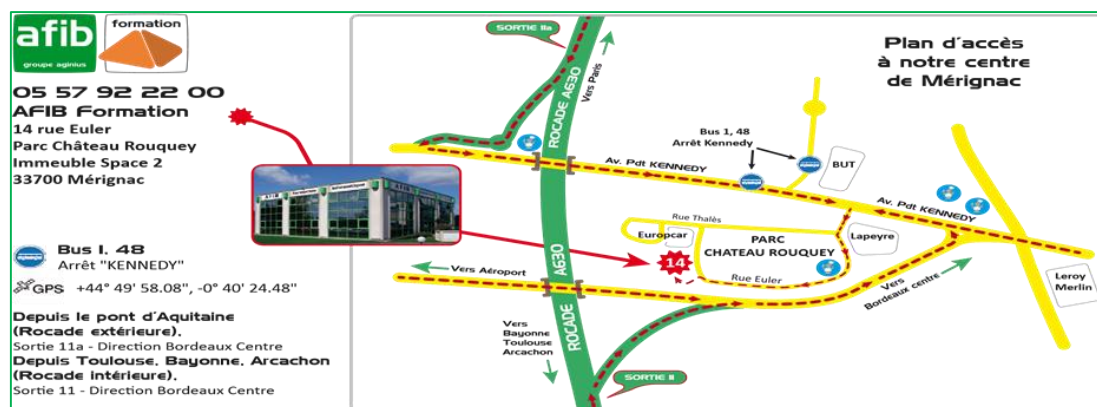 afib
groupe aginius
formation
05 57 92 22 00
AFIB Formation
14 rue Euler
Parc Château Rouquey
Immeuble Space 2
33700 Mérignac
Bus 1. 48
Arrêt "KENNEDY"
GPS +44° 49' 58.08", -0° 40' 24.48"
Depuis le pont d'Aquitaine
(Rocade extérieure),
Sortie 11a - Direction Bordeaux Centre
Depuis Toulouse, Bayonne, Arcachon
(Rocade intérieure),
Sortie 11 - Direction Bordeaux Centre
Plan d'accès
à notre centre
de Mérignac
SORTIE 11a
ROCADE A630
Vers Paris
Bus 1, 48
Arrêt Kennedy
BUT
Av. Pdt KENNEDY
Av. Pdt KENNEDY
Rue Thalès
Europcar
PARC
CHATEAU ROUQUEY
Lapeyre
14
Rue Euler
AFIB
AFIB
Vers Aéroport
Vers
Bordeaux centre
Leroy
Merlin
ROCADE A630
Vers
Bayonne
Toulouse
Arcachon
SORTIE 11